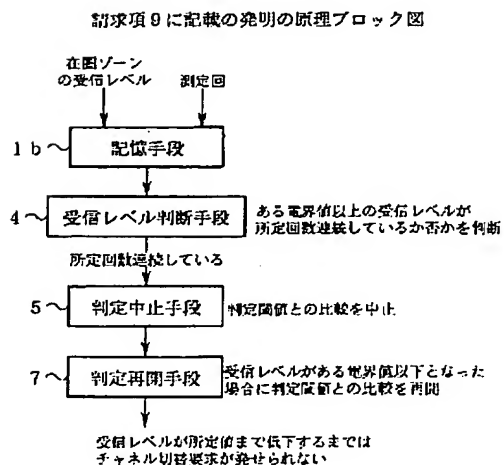 請求項9に記載の発明の原理ブロック図
在圏ゾーン
の受信レベル
測定回
1b
記憶手段
4
受信レベル判断手段
ある電界値以上の受信レベルが
所定回数連続しているか否かを判断
所定回数連続している
5
判定中止手段
判定閾値との比較を中止
7
判定再開手段
受信レベルがある電界値以下となった
場合に判定閾値との比較を再開
受信レベルが所定値まで低下するまでは
チャネル切替要求が発せられない